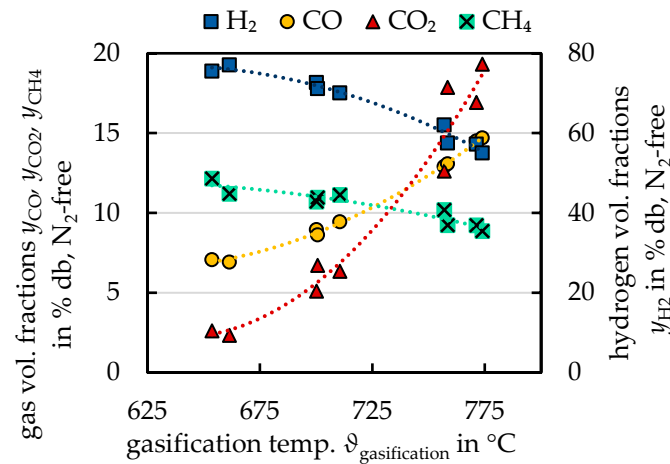 H₂ CO CO₂ CH₄
20
15
10
5
0
80
60
40
20
0
625 675 725 775
gasification temp. ϑgasification in °C
gas vol. fractions yCO, yCO2, yCH4
in % db, N₂-free
hydrogen vol. fractions
yH2 in % db, N₂-free